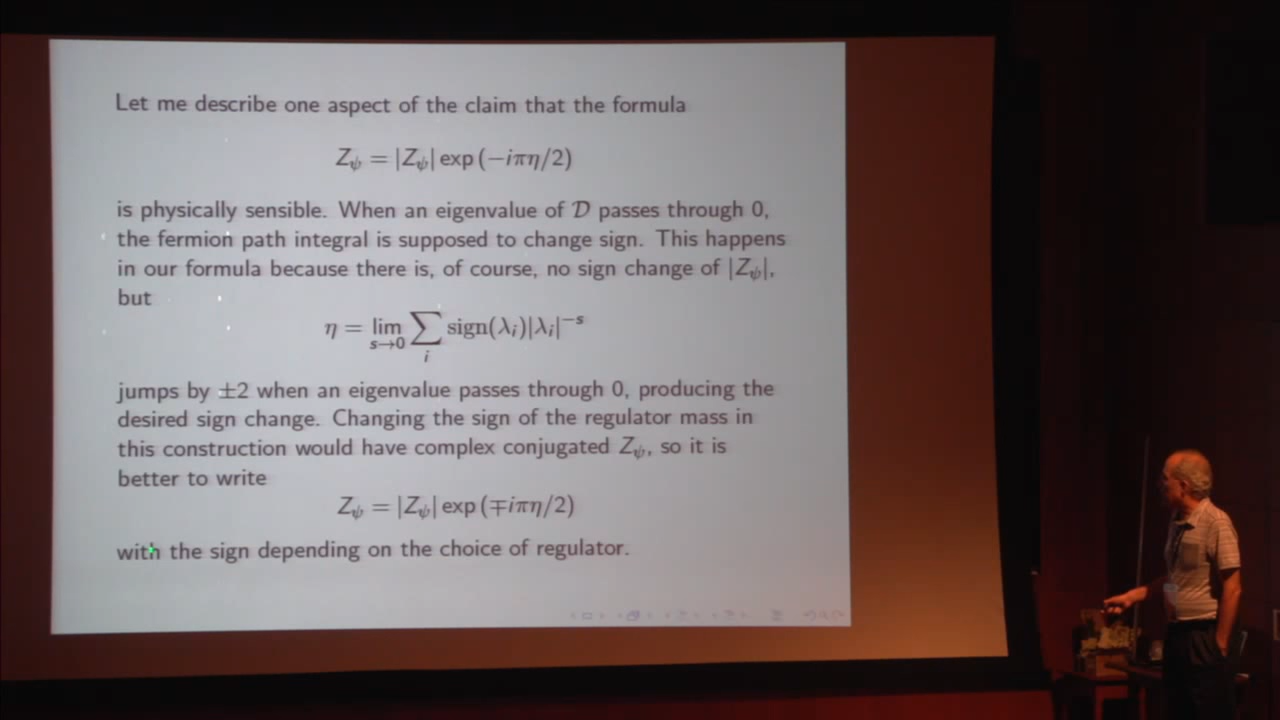 Let me describe one aspect of the claim that the formula
Z_ψ = |Z_ψ| exp (−iπη/2)
is physically sensible. When an eigenvalue of 𝒟 passes through 0,
the fermion path integral is supposed to change sign. This happens
in our formula because there is, of course, no sign change of |Z_ψ|,
but
η = lim_{s→0} ∑_i sign(λ_i)|λ_i|^{−s}
jumps by ±2 when an eigenvalue passes through 0, producing the
desired sign change. Changing the sign of the regulator mass in
this construction would have complex conjugated Z_ψ, so it is
better to write
Z_ψ = |Z_ψ| exp (∓iπη/2)
with the sign depending on the choice of regulator.